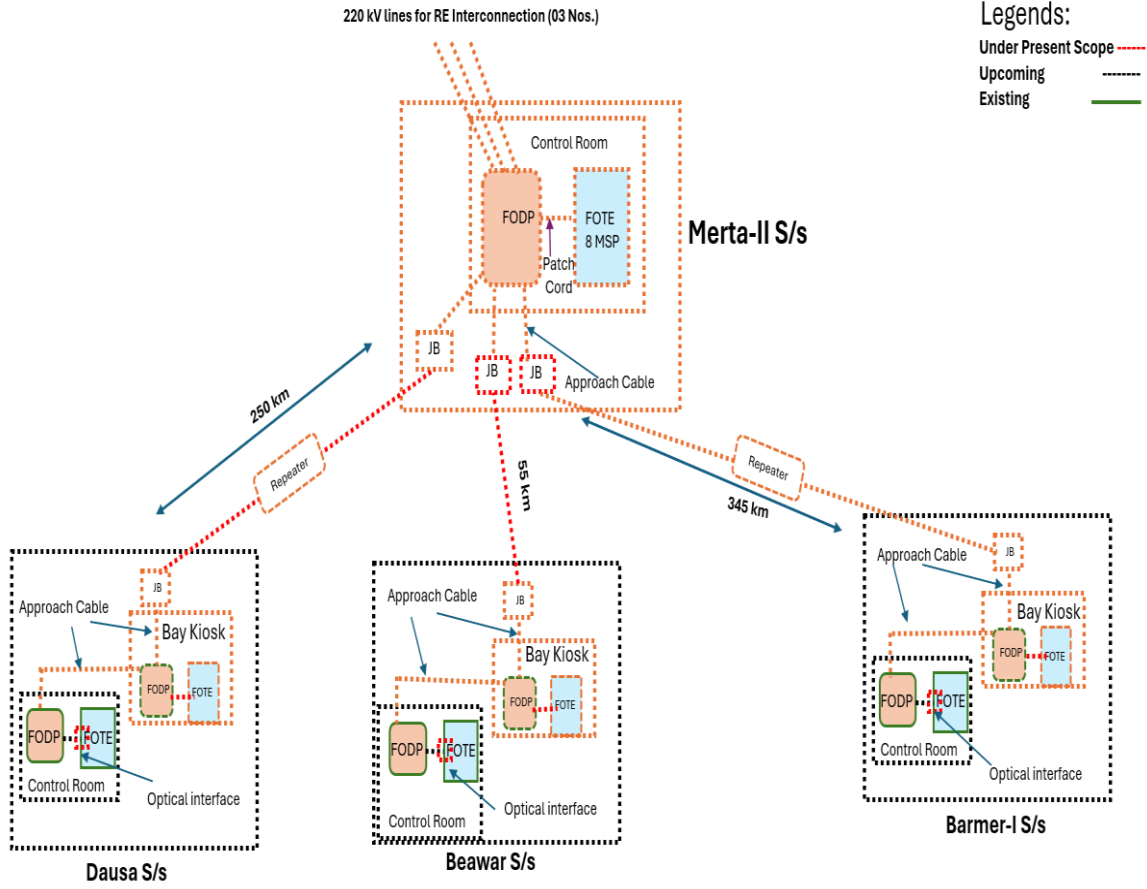 220 kV lines for RE Interconnection (03 Nos.)
Legends:
Under Present Scope
Upcoming
Existing
Control Room
FODP
FOTE
8 MSP
Patch
Cord
Merta-II S/s
JB
JB
JB
Approach Cable
250 km
Repeater
55 km
Repeater
345 km
JB
Approach Cable
Bay Kiosk
FODP
FOTE
FODP
FOTE
Control Room
Optical interface
Dausa S/s
JB
Approach Cable
Bay Kiosk
FODP
FOTE
FODP
FOTE
Control Room
Optical interface
Beawar S/s
JB
Approach Cable
Bay Kiosk
FODP
FOTE
FODP
FOTE
Control Room
Optical interface
Barmer-I S/s